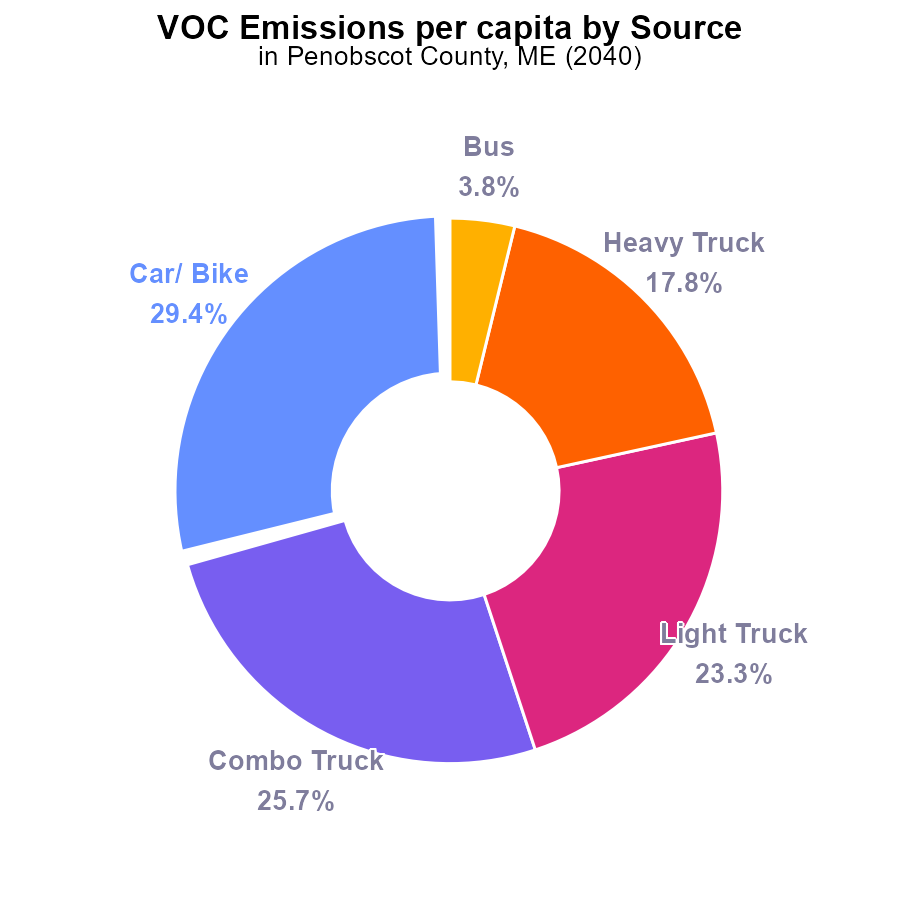 VOC Emissions per capita by Source
in Penobscot County, ME (2040)
Bus
3.8%
Heavy Truck
17.8%
Car/ Bike
29.4%
Light Truck
23.3%
Combo Truck
25.7%